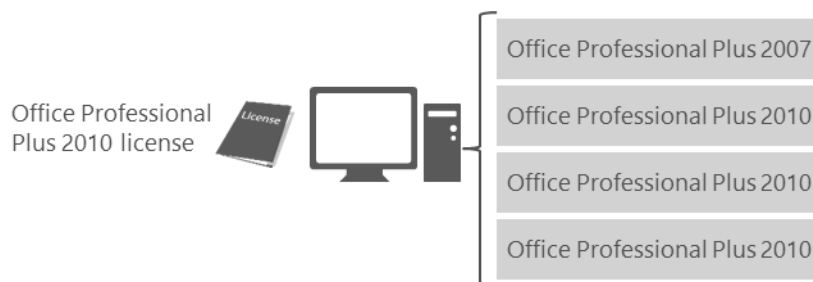 Office Professional Plus 2007
Office Professional
Plus 2010 license
License
Office Professional Plus 2010
Office Professional Plus 2010
Office Professional Plus 2010